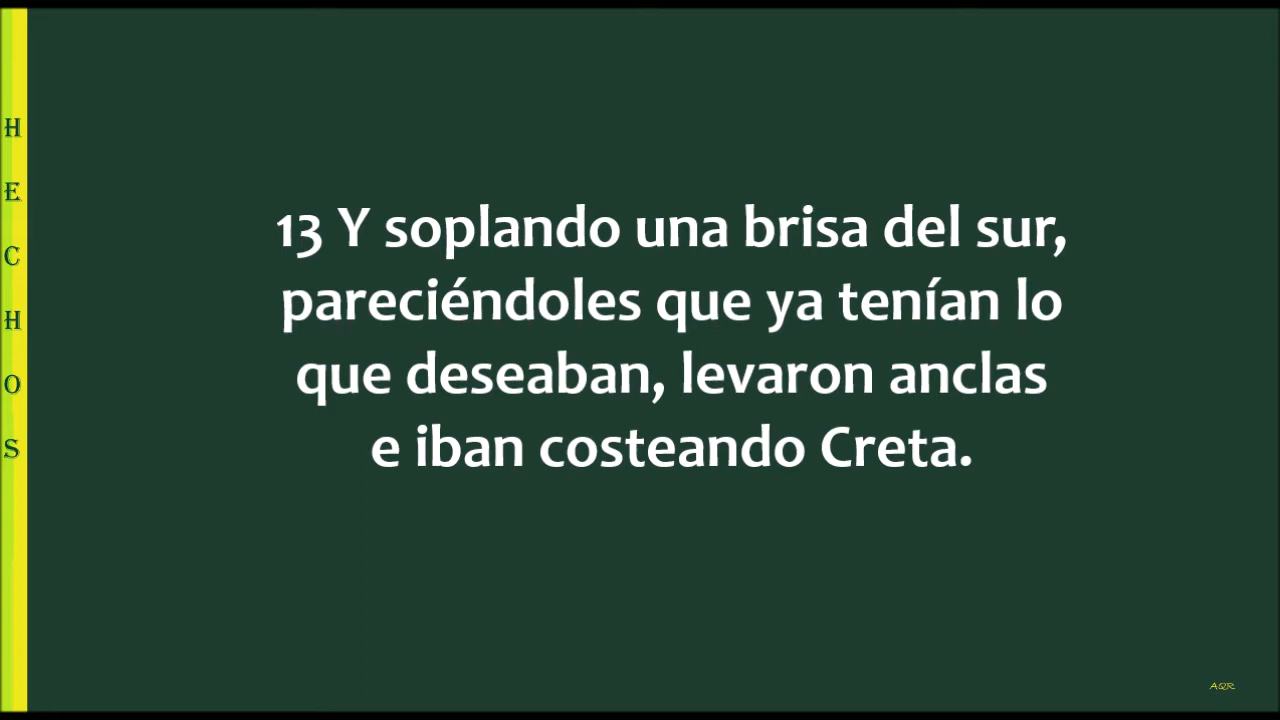 HECHOS
13 Y soplando una brisa del sur,
pareciéndoles que ya tenían lo
que deseaban, levaron anclas
e iban costeando Creta.
AQR